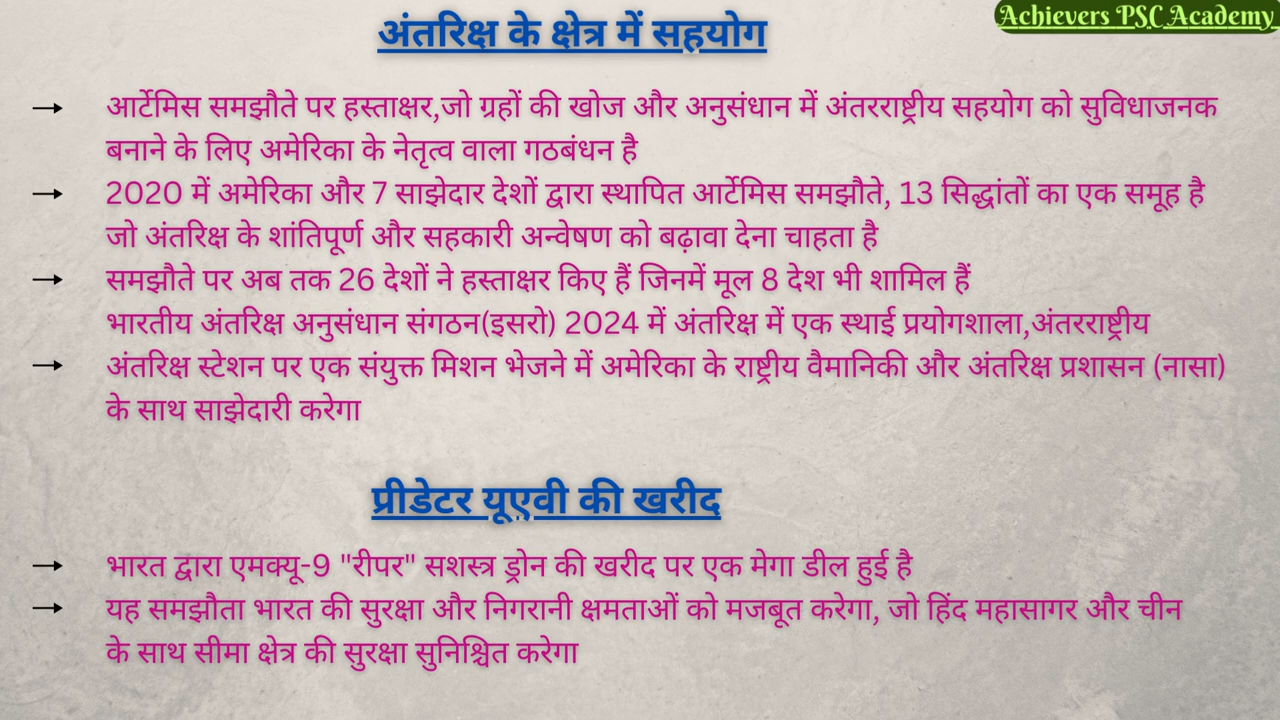 Achievers PSC Academy
अंतरिक्ष के क्षेत्र में सहयोग
→ आर्टेमिस समझौते पर हस्ताक्षर,जो ग्रहों की खोज और अनुसंधान में अंतरराष्ट्रीय सहयोग को सुविधाजनक
बनाने के लिए अमेरिका के नेतृत्व वाला गठबंधन है
→ 2020 में अमेरिका और 7 साझेदार देशों द्वारा स्थापित आर्टेमिस समझौते, 13 सिद्धांतों का एक समूह है
जो अंतरिक्ष के शांतिपूर्ण और सहकारी अन्वेषण को बढ़ावा देना चाहता है
→ समझौते पर अब तक 26 देशों ने हस्ताक्षर किए हैं जिनमें मूल 8 देश भी शामिल हैं
भारतीय अंतरिक्ष अनुसंधान संगठन(इसरो) 2024 में अंतरिक्ष में एक स्थाई प्रयोगशाला,अंतरराष्ट्रीय
→ अंतरिक्ष स्टेशन पर एक संयुक्त मिशन भेजने में अमेरिका के राष्ट्रीय वैमानिकी और अंतरिक्ष प्रशासन (नासा)
के साथ साझेदारी करेगा
प्रीडेटर यूएवी की खरीद
→ भारत द्वारा एमक्यू-9 "रीपर" सशस्त्र ड्रोन की खरीद पर एक मेगा डील हुई है
→ यह समझौता भारत की सुरक्षा और निगरानी क्षमताओं को मजबूत करेगा, जो हिंद महासागर और चीन
के साथ सीमा क्षेत्र की सुरक्षा सुनिश्चित करेगा